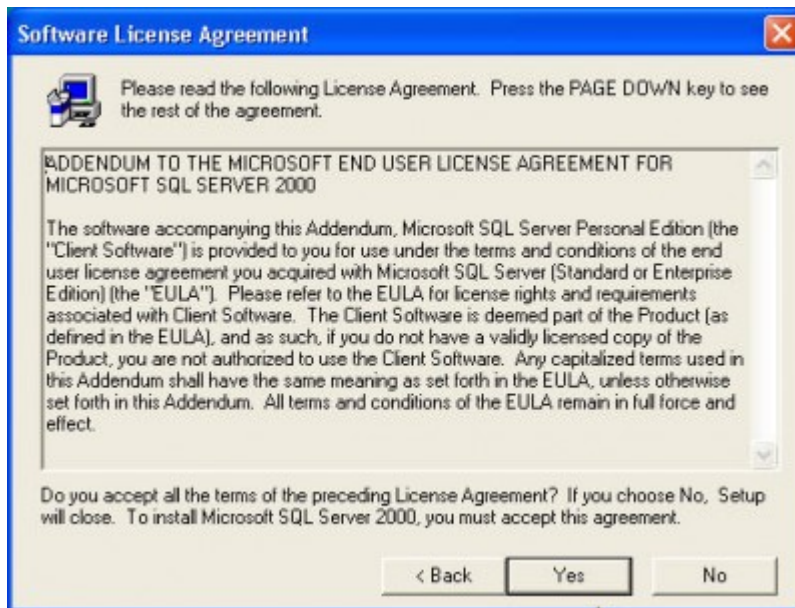 Software License Agreement
Please read the following License Agreement. Press the PAGE DOWN key to see
the rest of the agreement.
ADDENDUM TO THE MICROSOFT END USER LICENSE AGREEMENT FOR
MICROSOFT SQL SERVER 2000
The software accompanying this Addendum, Microsoft SQL Server Personal Edition (the
"Client Software") is provided to you for use under the terms and conditions of the end
user license agreement you acquired with Microsoft SQL Server (Standard or Enterprise
Edition) (the "EULA"). Please refer to the EULA for license rights and requirements
associated with Client Software. The Client Software is deemed part of the Product (as
defined in the EULA), and as such, if you do not have a validly licensed copy of the
Product, you are not authorized to use the Client Software. Any capitalized terms used in
this Addendum shall have the same meaning as set forth in the EULA, unless otherwise
set forth in this Addendum. All terms and conditions of the EULA remain in full force and
effect.
Do you accept all the terms of the preceding License Agreement? If you choose No, Setup
will close. To install Microsoft SQL Server 2000, you must accept this agreement.
< Back Yes No